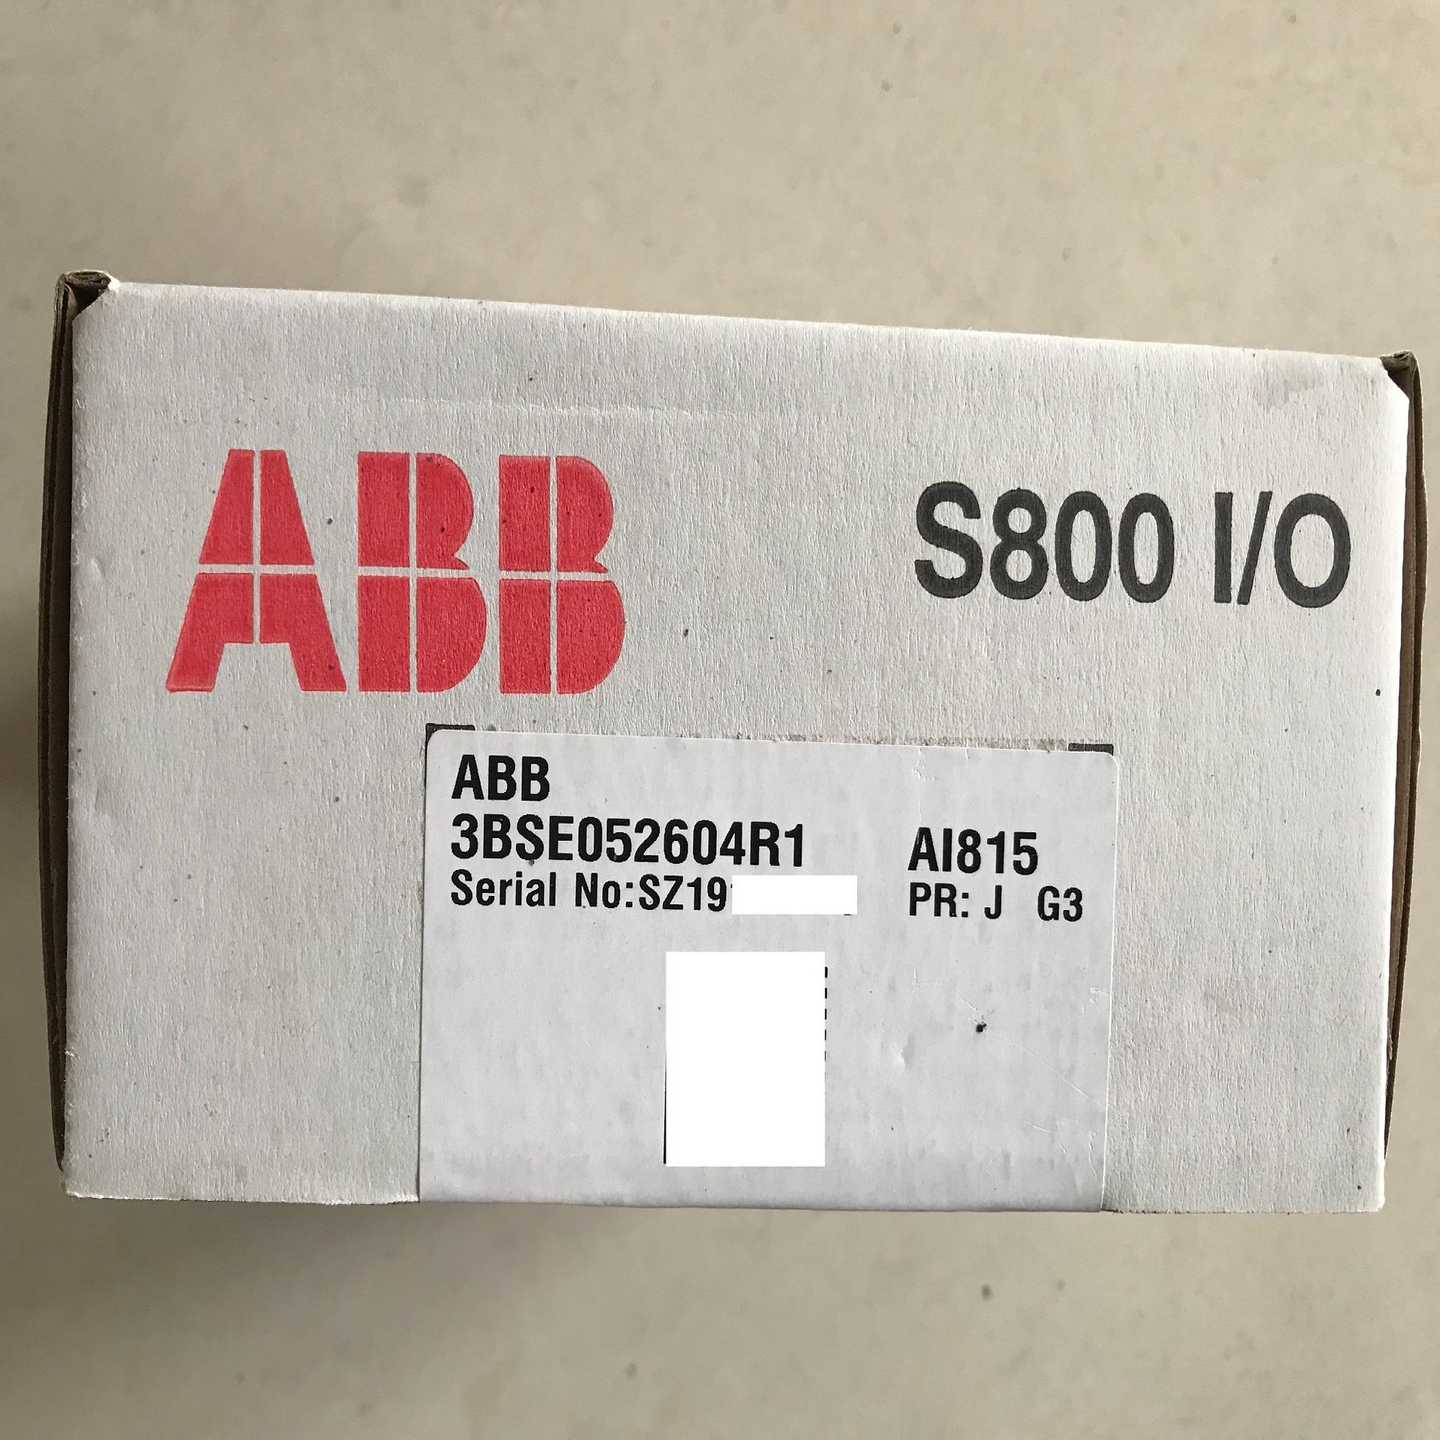 ABB
S800 I/O
ABB
3BSE052604R1 AI815
Serial No:SZ19
PR: J G3